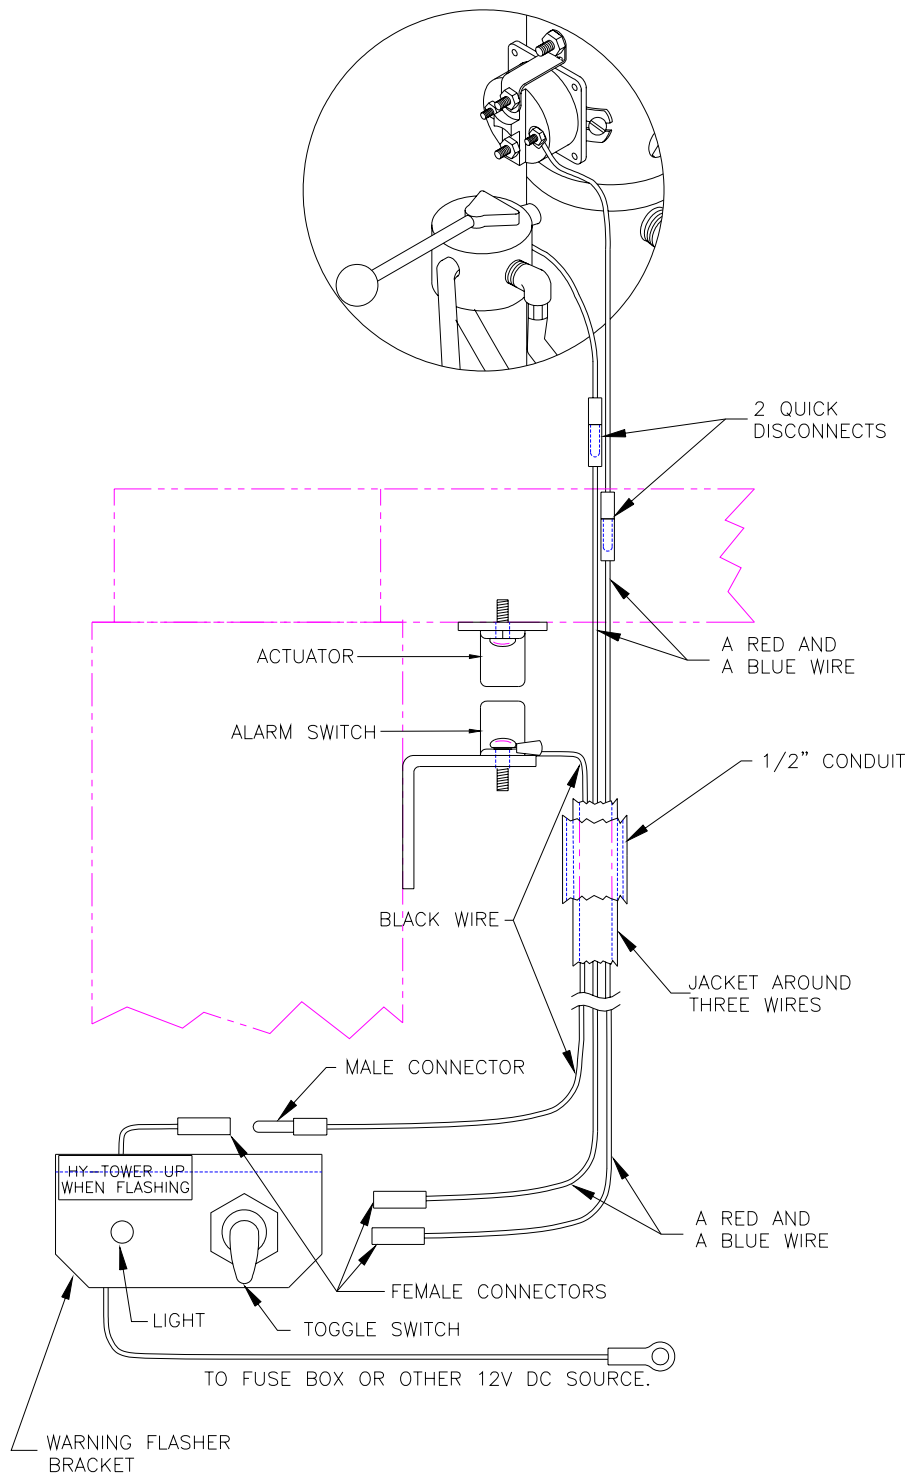 2 QUICK
DISCONNECTS
A RED AND
A BLUE WIRE
ACTUATOR
ALARM SWITCH
1/2" CONDUIT
BLACK WIRE
JACKET AROUND
THREE WIRES
MALE CONNECTOR
HY-TOWER UP
WHEN FLASHING
A RED AND
A BLUE WIRE
FEMALE CONNECTORS
LIGHT
TOGGLE SWITCH
TO FUSE BOX OR OTHER 12V DC SOURCE.
WARNING FLASHER
BRACKET